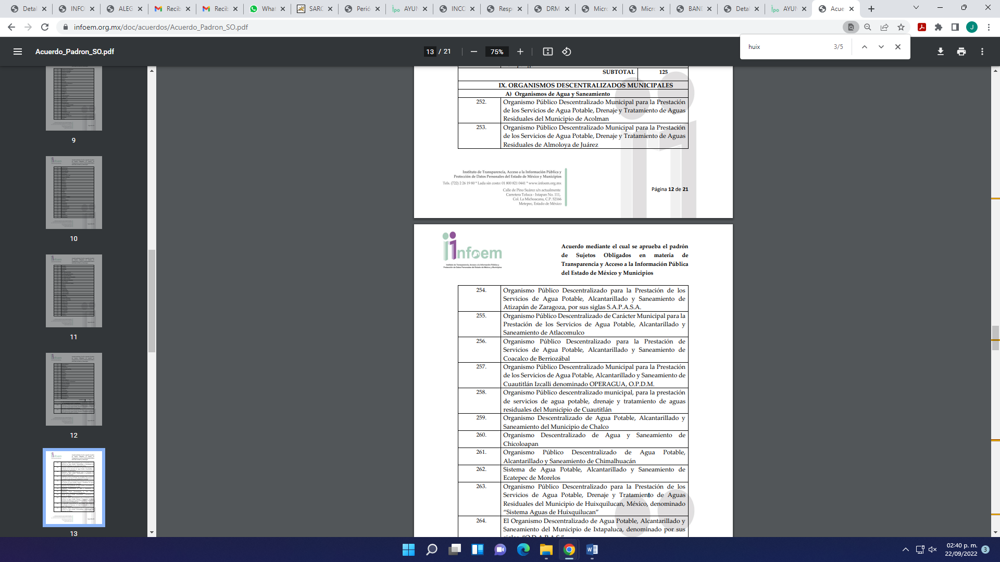 Detal
INFO
ALEG
Recib
Recib
What
SARC
Perió
AYUN
INCO
Resp
DRM
Micro
Micro
BANI
Detal
AYUN
Acue
infoem.org.mx/doc/acuerdos/Acuerdo_Padron_SO.pdf
J
huix
3/5
Acuerdo_Padron_SO.pdf
13 / 21
75%
9
10
11
12
13
SUBTOTAL 125
IX. ORGANISMOS DESCENTRALIZADOS MUNICIPALES
A) Organismos de Agua y Saneamiento
252. Organismo Público Descentralizado Municipal para la Prestación
de los Servicios de Agua Potable, Drenaje y Tratamiento de Aguas
Residuales del Municipio de Acolman
253. Organismo Público Descentralizado Municipal para la Prestación
de los Servicios de Agua Potable, Drenaje y Tratamiento de Aguas
Residuales de Almoloya de Juárez
Instituto de Transparencia, Acceso a la Información Pública y
Protección de Datos Personales del Estado de México y Municipios
Tels. (722) 2 26 19 80 * Lada sin costo: 01 800 821 0441 * www.infoem.org.mx
Calle de Pino Suárez s/n actualmente
Carretera Toluca - Ixtapan No. 111,
Col. La Michoacana, C.P. 52166
Metepec, Estado de México
Página 12 de 21
infoem
Instituto de Transparencia, Acceso a la Información Pública y
Protección de Datos Personales del Estado de México y Municipios
Acuerdo mediante el cual se aprueba el padrón
de Sujetos Obligados en materia de
Transparencia y Acceso a la Información Pública
del Estado de México y Municipios
254. Organismo Público Descentralizado para la Prestación de los
Servicios de Agua Potable, Alcantarillado y Saneamiento de
Atizapán de Zaragoza, por sus siglas S.A.P.A.S.A.
255. Organismo Público Descentralizado de Carácter Municipal para la
Prestación de los Servicios de Agua Potable, Alcantarillado y
Saneamiento de Atlacomulco
256. Organismo Público Descentralizado para la Prestación de
Servicios de Agua Potable, Alcantarillado y Saneamiento de
Coacalco de Berriozábal
257. Organismo Público Descentralizado Municipal para la Prestación
de los Servicios de Agua Potable, Alcantarillado y Saneamiento de
Cuautitlán Izcalli denominado OPERAGUA, O.P.D.M.
258. Organismo Público descentralizado municipal, para la prestación
de servicios de agua potable, drenaje y tratamiento de aguas
residuales del Municipio de Cuautitlán
259. Organismo Descentralizado de Agua Potable, Alcantarillado y
Saneamiento del Municipio de Chalco
260. Organismo Descentralizado de Agua y Saneamiento de
Chicoloapan
261. Organismo Público Descentralizado de Agua Potable,
Alcantarillado y Saneamiento de Chimalhuacán
262. Sistema de Agua Potable, Alcantarillado y Saneamiento de
Ecatepec de Morelos
263. Organismo Público Descentralizado para la Prestación de los
Servicios de Agua Potable, Drenaje y Tratamiento de Aguas
Residuales del Municipio de Huixquilucan, México, denominado
“Sistema Aguas de Huixquilucan”
264. El Organismo Descentralizado de Agua Potable, Alcantarillado y
Saneamiento del Municipio de Ixtapaluca, denominado por sus
02:40 p. m.
22/09/2022
3